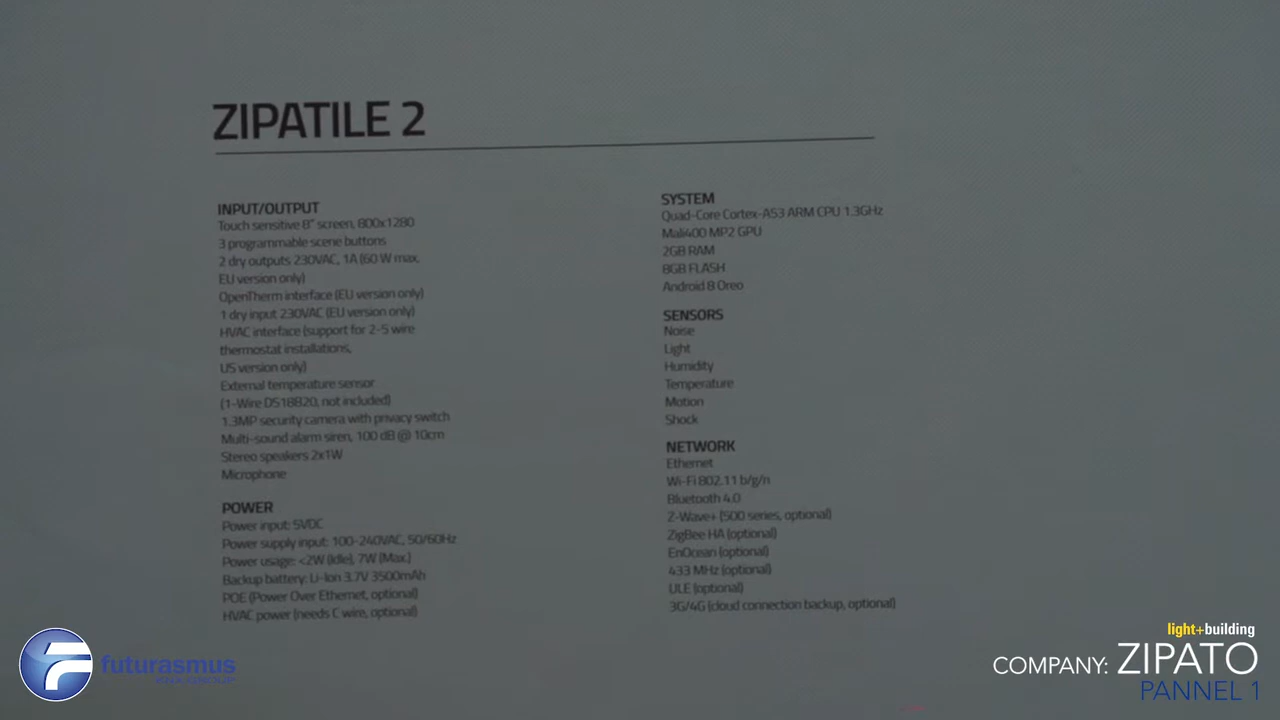 ZIPATILE 2
INPUT/OUTPUT
Touch sensitive 8" screen, 800x1280
3 programmable scene buttons
2 dry outputs 230VAC, 1A (60 W max,
EU version only)
OpenTherm interface (EU version only)
1 dry input 230VAC (EU version only)
HVAC interface (support for 2-5 wire
thermostat installations,
US version only)
External temperature sensor
(1-Wire DS18B20, not included)
1.3MP security camera with privacy switch
Multi-sound alarm siren, 100 dB @ 10cm
Stereo speakers 2x1W
Microphone
POWER
Power input: 5VDC
Power supply input: 100-240VAC, 50/60Hz
Power usage: <2W (Idle), 7W (Max.)
Backup battery: Li-Ion 3.7V 3500mAh
POE (Power Over Ethernet, optional)
HVAC power (needs C wire, optional)
SYSTEM
Quad-Core Cortex-A53 ARM CPU 1.3GHz
Mali400 MP2 GPU
2GB RAM
8GB FLASH
Android 8 Oreo
SENSORS
Noise
Light
Humidity
Temperature
Motion
Shock
NETWORK
Ethernet
Wi-Fi 802.11 b/g/n
Bluetooth 4.0
Z-Wave+ (500 series, optional)
ZigBee HA (optional)
EnOcean (optional)
433 MHz (optional)
ULE (optional)
3G/4G (cloud connection backup, optional)
futurasmus
light+building
COMPANY: ZIPATO
PANNEL 1